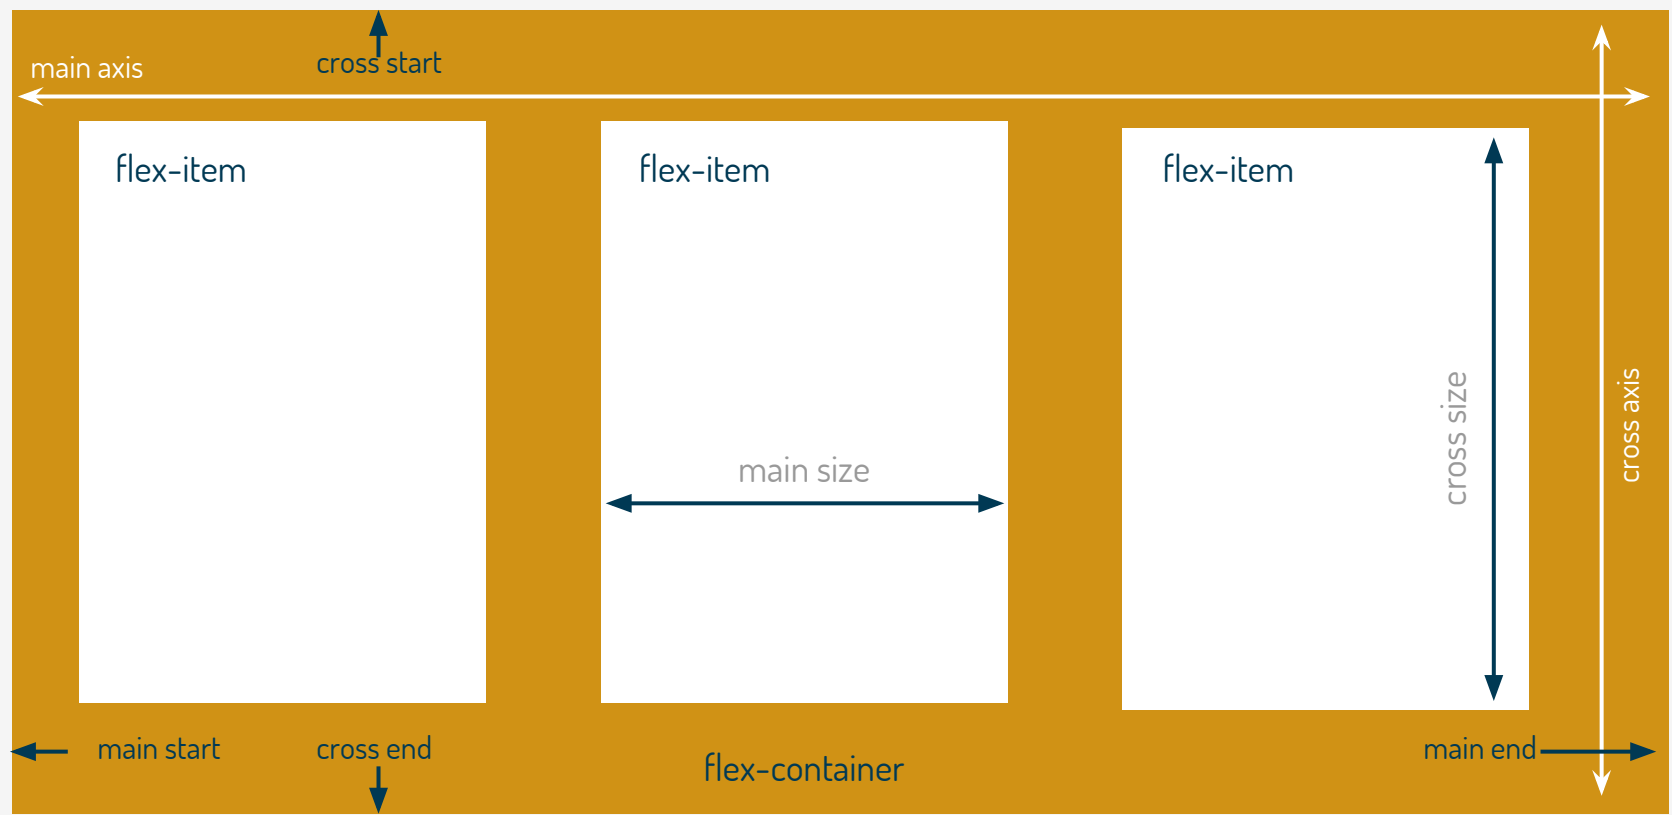 cross start
main axis
flex-item
flex-item
flex-item
cross size
cross axis
main size
main start
cross end
main end
flex-container